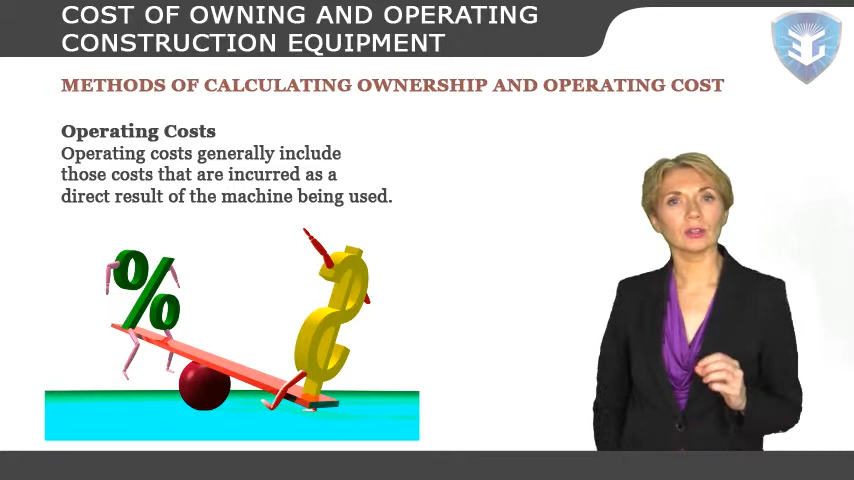 COST OF OWNING AND OPERATING
CONSTRUCTION EQUIPMENT
METHODS OF CALCULATING OWNERSHIP AND OPERATING COST
Operating Costs
Operating costs generally include
those costs that are incurred as a
direct result of the machine being used.
%